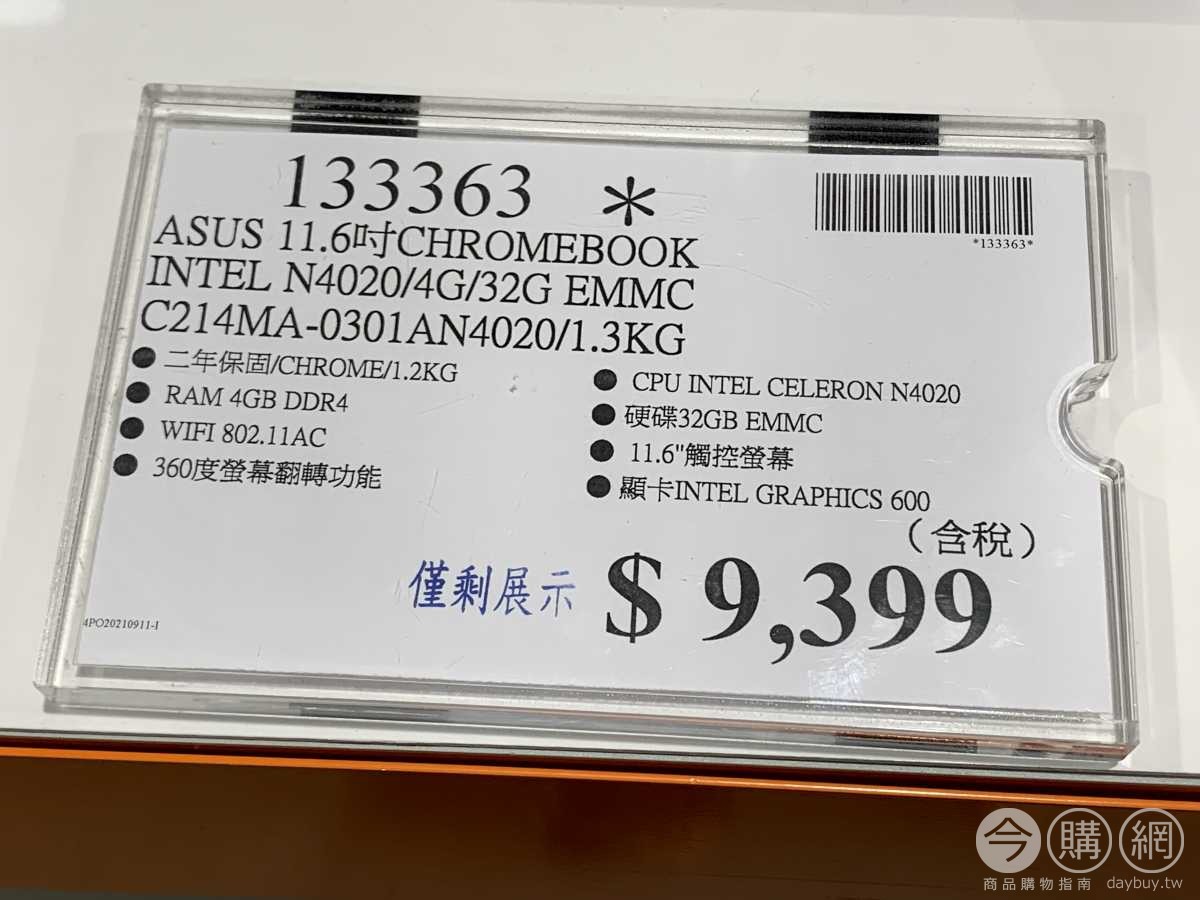 133363 *
*133363*
ASUS 11.6吋CHROMEBOOK
INTEL N4020/4G/32G EMMC
C214MA-0301AN4020/1.3KG
● 二年保固/CHROME/1.2KG
● RAM 4GB DDR4
● WIFI 802.11AC
● 360度螢幕翻轉功能
● CPU INTEL CELERON N4020
● 硬碟32GB EMMC
● 11.6"觸控螢幕
● 顯卡INTEL GRAPHICS 600
（含稅）
僅剩展示 $ 9,399
4PO20210911-1
今購網
商品購物指南 daybuy.tw